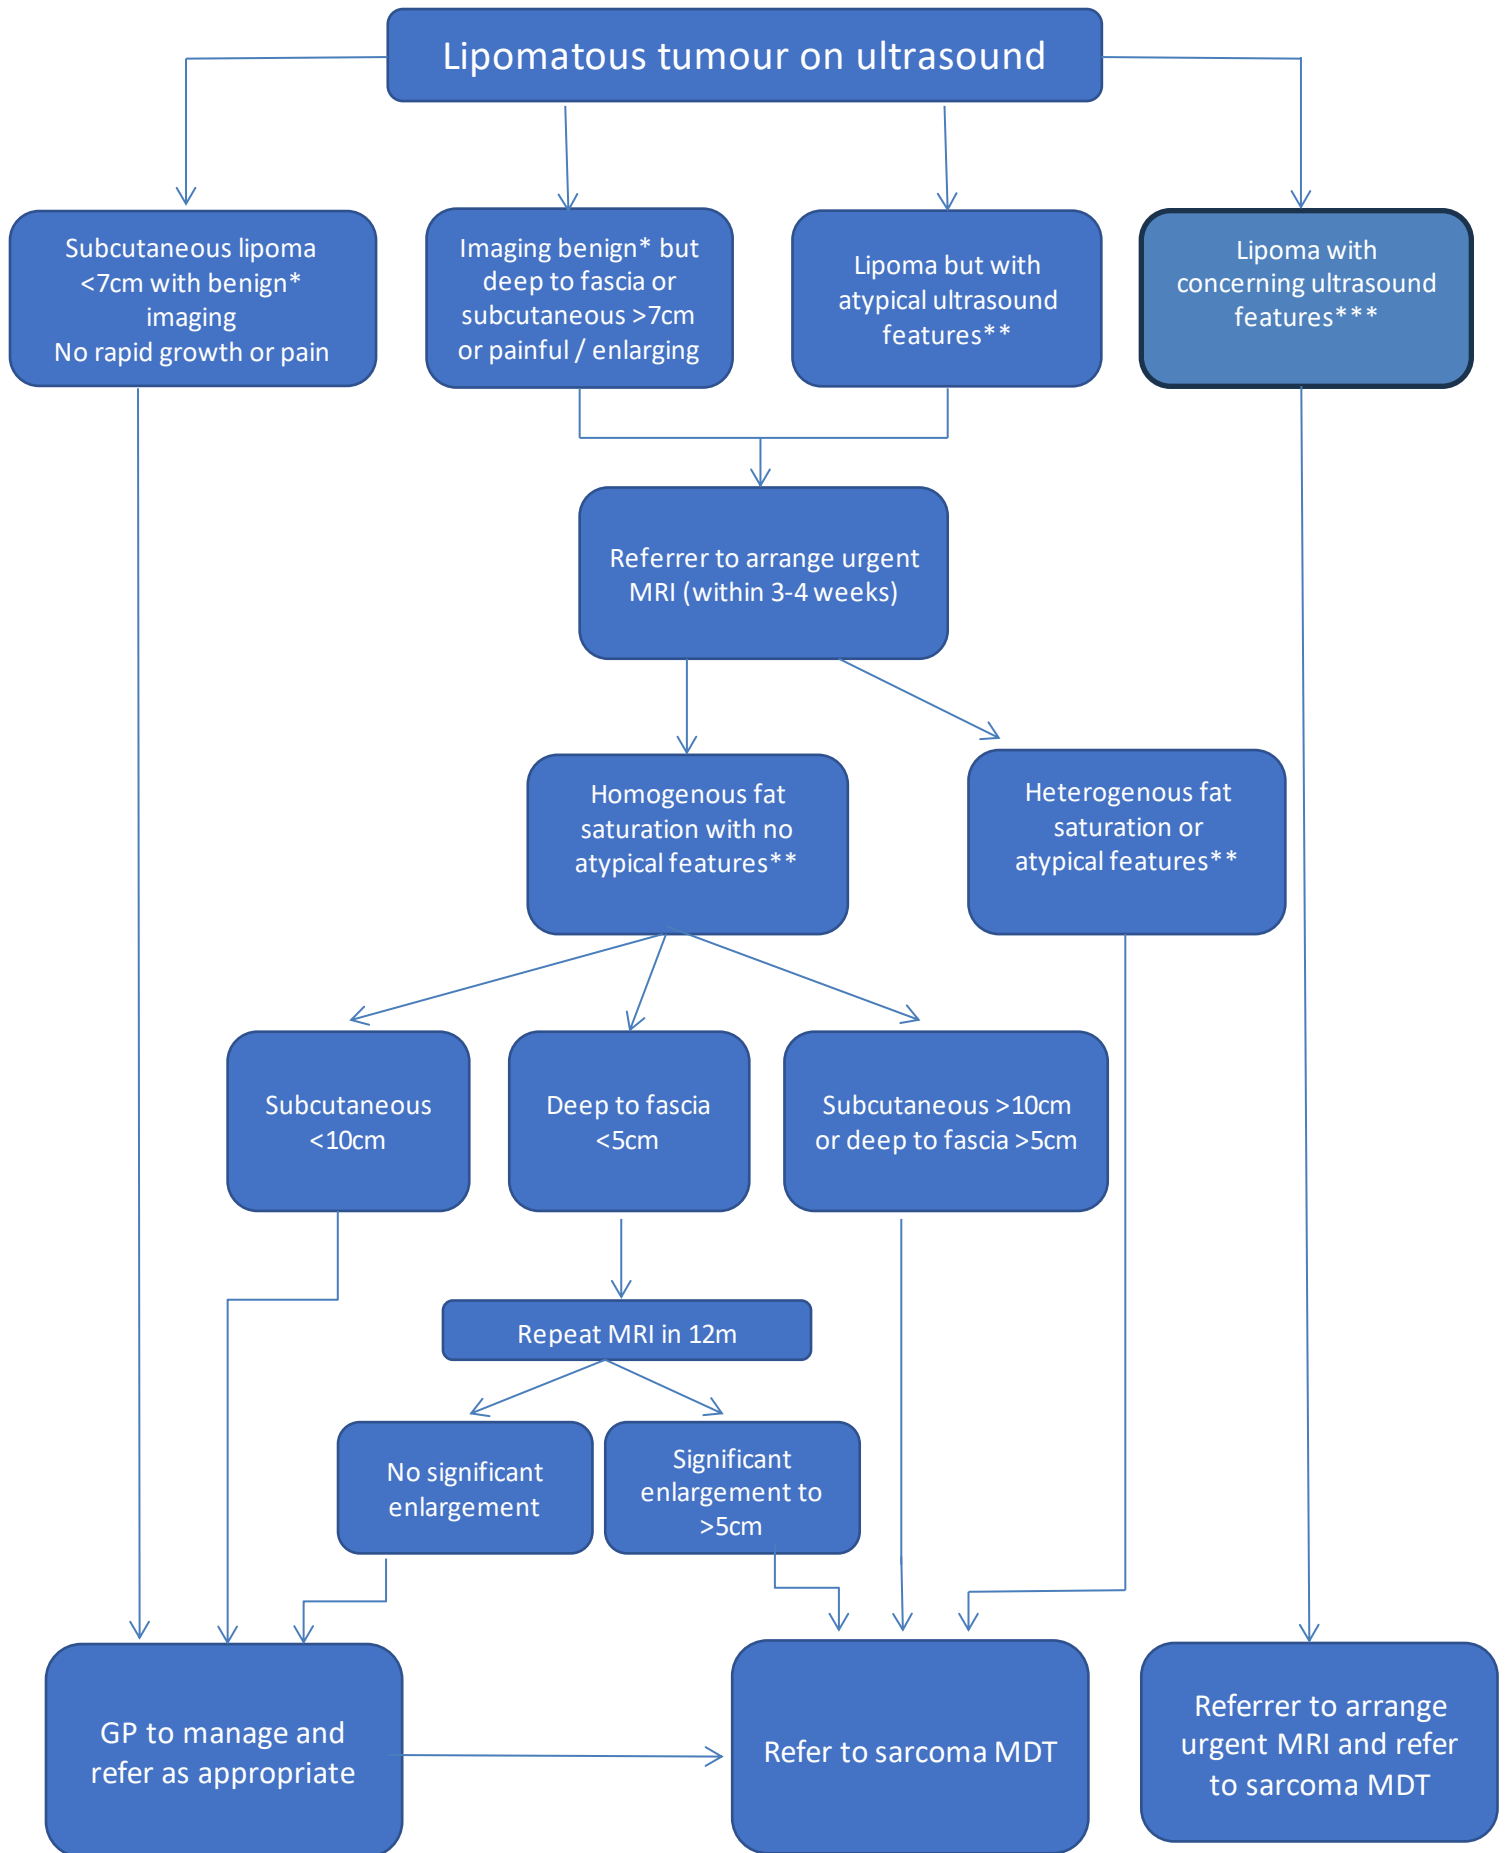 Lipomatous tumour on ultrasound
Subcutaneous lipoma
<7cm with benign*
imaging
No rapid growth or pain
Imaging benign* but
deep to fascia or
subcutaneous >7cm
or painful / enlarging
Lipoma but with
atypical ultrasound
features**
Lipoma with
concerning ultrasound
features***
Referrer to arrange urgent
MRI (within 3-4 weeks)
Homogenous fat
saturation with no
atypical features**
Heterogenous fat
saturation or
atypical features**
Subcutaneous
<10cm
Deep to fascia
<5cm
Subcutaneous >10cm
or deep to fascia >5cm
Repeat MRI in 12m
No significant
enlargement
Significant
enlargement to
>5cm
GP to manage and
refer as appropriate
Refer to sarcoma MDT
Referrer to arrange
urgent MRI and refer
to sarcoma MDT